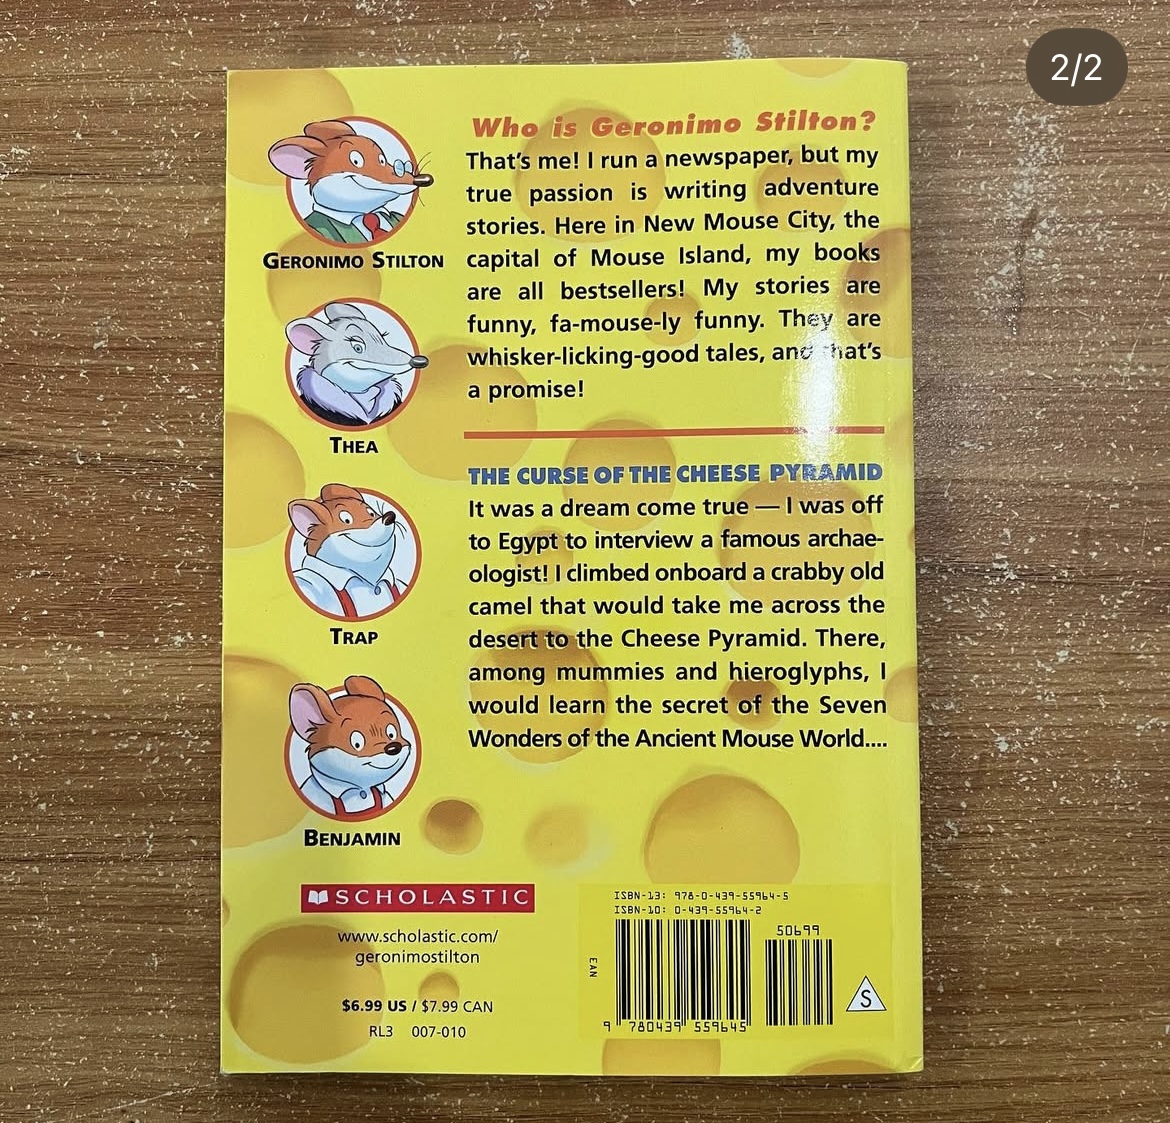 2/2
Who is Geronimo Stilton?
That's me! I run a newspaper, but my
true passion is writing adventure
stories. Here in New Mouse City, the
capital of Mouse Island, my books
are all bestsellers! My stories are
funny, fa-mouse-ly funny. They are
whisker-licking-good tales, and that's
a promise!
GERONIMO STILTON
THEA
TRAP
BENJAMIN
THE CURSE OF THE CHEESE PYRAMID
It was a dream come true — I was off
to Egypt to interview a famous archae-
ologist! I climbed onboard a crabby old
camel that would take me across the
desert to the Cheese Pyramid. There,
among mummies and hieroglyphs, I
would learn the secret of the Seven
Wonders of the Ancient Mouse World....
SCHOLASTIC
www.scholastic.com/
geronimostilton
$6.99 US / $7.99 CAN
RL3 007-010
ISBN-13: 978-0-439-55964-5
ISBN-10: 0-439-55964-2
50699
EAN
9 780439 559645
S